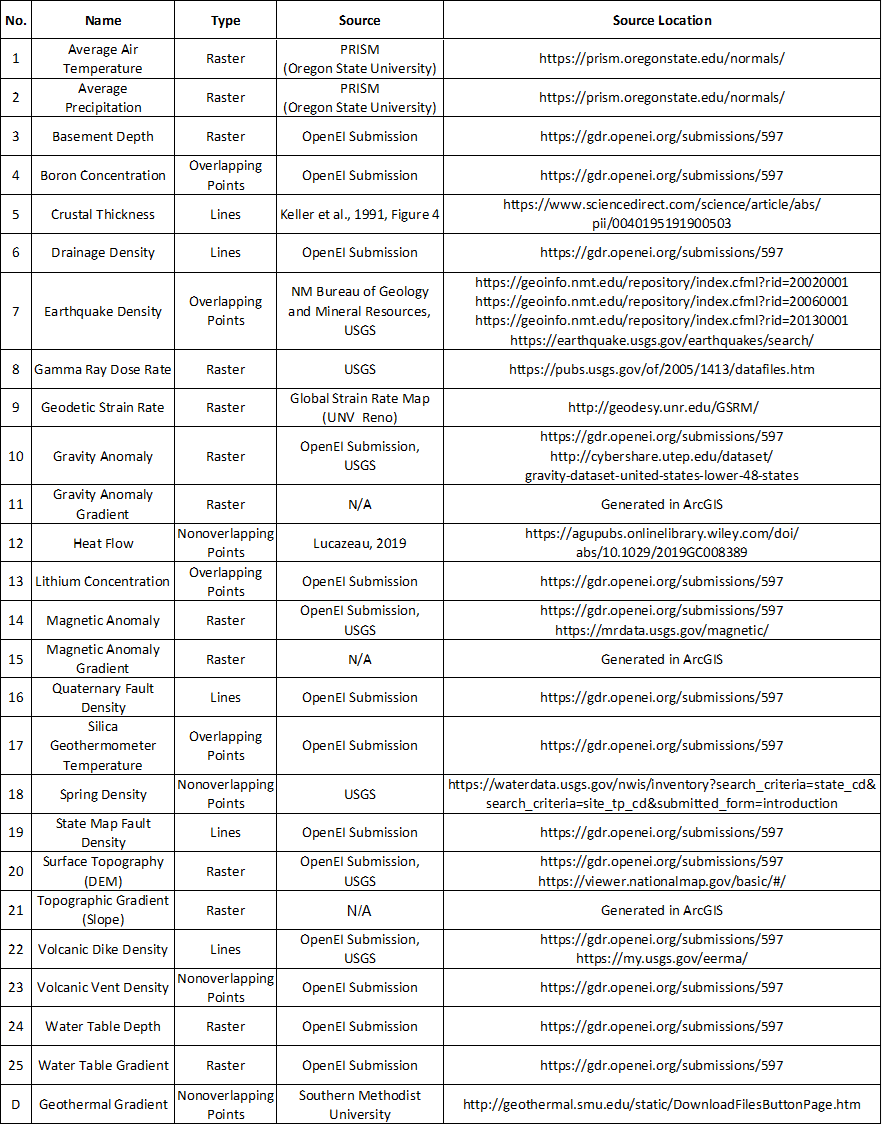 No. Name Type Source Source Location
1 Average Air Temperature Raster PRISM (Oregon State University) https://prism.oregonstate.edu/normals/
2 Average Precipitation Raster PRISM (Oregon State University) https://prism.oregonstate.edu/normals/
3 Basement Depth Raster OpenEI Submission https://gdr.openei.org/submissions/597
4 Boron Concentration Overlapping Points OpenEI Submission https://gdr.openei.org/submissions/597
5 Crustal Thickness Lines Keller et al., 1991, Figure 4 https://www.sciencedirect.com/science/article/abs/
pii/0040195191900503
6 Drainage Density Lines OpenEI Submission https://gdr.openei.org/submissions/597
7 Earthquake Density Overlapping Points NM Bureau of Geology and Mineral Resources, USGS https://geoinfo.nmt.edu/repository/index.cfml?rid=20020001
https://geoinfo.nmt.edu/repository/index.cfml?rid=20060001
https://geoinfo.nmt.edu/repository/index.cfml?rid=20130001
https://earthquake.usgs.gov/earthquakes/search/
8 Gamma Ray Dose Rate Raster USGS https://pubs.usgs.gov/of/2005/1413/datafiles.htm
9 Geodetic Strain Rate Raster Global Strain Rate Map (UNV Reno) http://geodesy.unr.edu/GSRM/
10 Gravity Anomaly Raster OpenEI Submission, USGS https://gdr.openei.org/submissions/597
http://cybershare.utep.edu/dataset/
gravity-dataset-united-states-lower-48-states
11 Gravity Anomaly Gradient Raster N/A Generated in ArcGIS
12 Heat Flow Nonoverlapping Points Lucazeau, 2019 https://agupubs.onlinelibrary.wiley.com/doi/
abs/10.1029/2019GC008389
13 Lithium Concentration Overlapping Points OpenEI Submission https://gdr.openei.org/submissions/597
14 Magnetic Anomaly Raster OpenEI Submission, USGS https://gdr.openei.org/submissions/597
https://mrdata.usgs.gov/magnetic/
15 Magnetic Anomaly Gradient Raster N/A Generated in ArcGIS
16 Quaternary Fault Density Lines OpenEI Submission https://gdr.openei.org/submissions/597
17 Silica Geothermometer Temperature Overlapping Points OpenEI Submission https://gdr.openei.org/submissions/597
18 Spring Density Nonoverlapping Points USGS https://waterdata.usgs.gov/nwis/inventory?search_criteria=state_cd&
search_criteria=site_tp_cd&submitted_form=introduction
19 State Map Fault Density Lines OpenEI Submission https://gdr.openei.org/submissions/597
20 Surface Topography (DEM) Raster OpenEI Submission, USGS https://gdr.openei.org/submissions/597
https://viewer.nationalmap.gov/basic/#/
21 Topographic Gradient (Slope) Raster N/A Generated in ArcGIS
22 Volcanic Dike Density Lines OpenEI Submission, USGS https://gdr.openei.org/submissions/597
https://my.usgs.gov/eerma/
23 Volcanic Vent Density Nonoverlapping Points OpenEI Submission https://gdr.openei.org/submissions/597
24 Water Table Depth Raster OpenEI Submission https://gdr.openei.org/submissions/597
25 Water Table Gradient Raster OpenEI Submission https://gdr.openei.org/submissions/597
D Geothermal Gradient Nonoverlapping Points Southern Methodist University http://geothermal.smu.edu/static/DownloadFilesButtonPage.htm